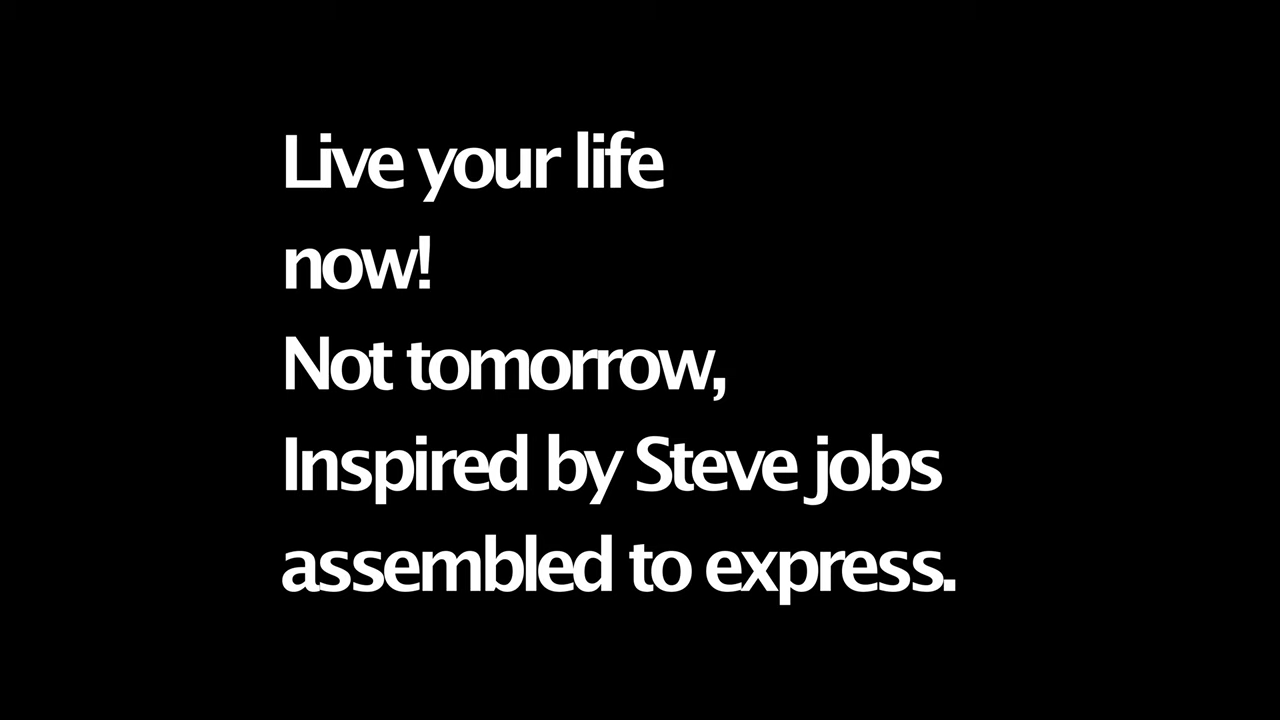 Live your life
now!
Not tomorrow,
Inspired by Steve jobs
assembled to express.